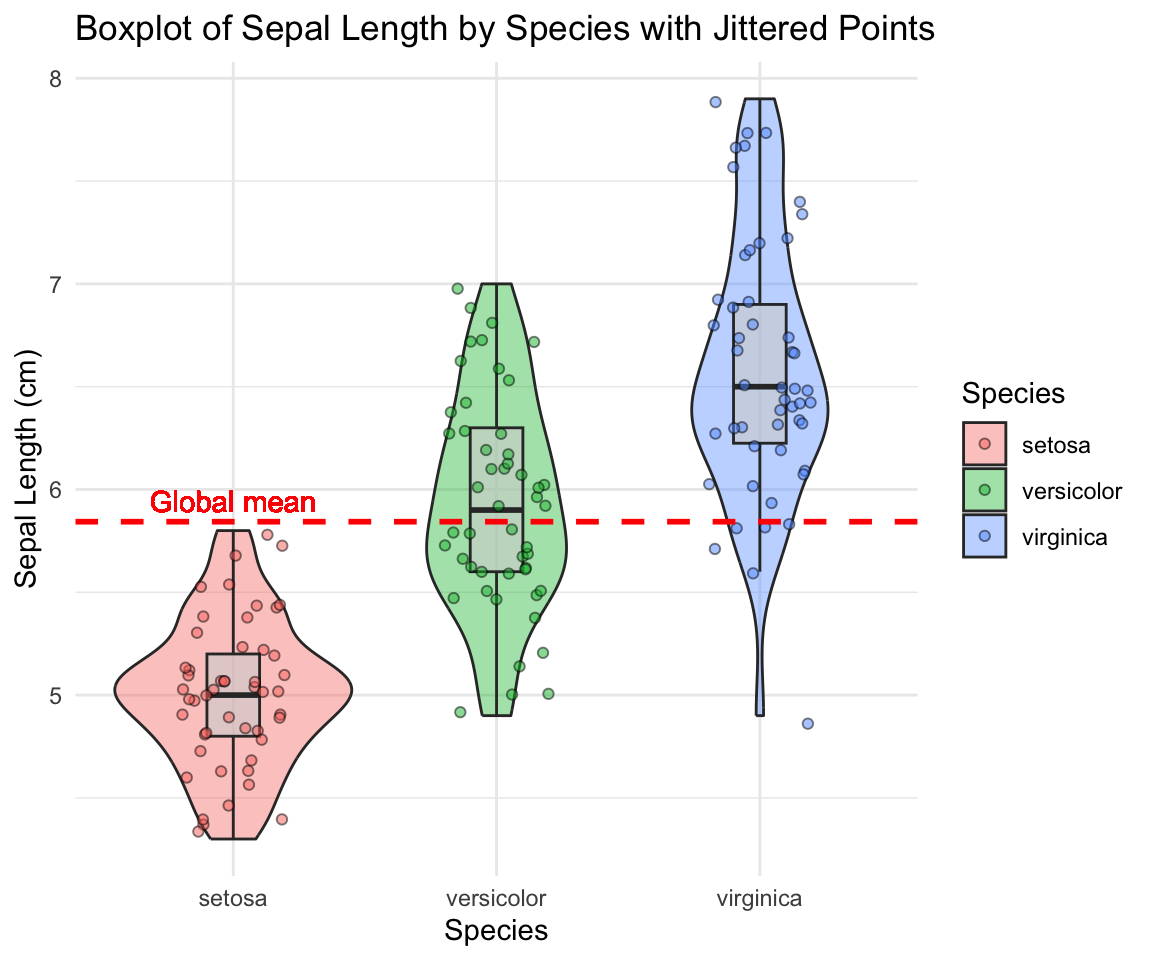 Boxplot of Sepal Length by Species with Jittered Points
Sepal Length (cm)
8
7
6
5
Global mean
setosa
versicolor
virginica
Species
Species
setosa
versicolor
virginica